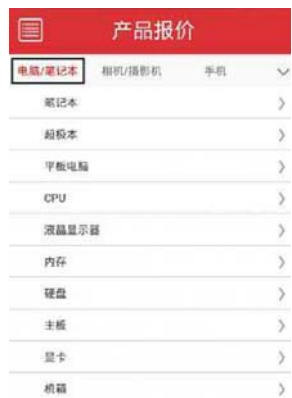 产品报价
电脑/笔记本 相机/摄影机 手机
笔记本
超极本
平板电脑
CPU
液晶显示器
内存
硬盘
主板
显卡
机箱